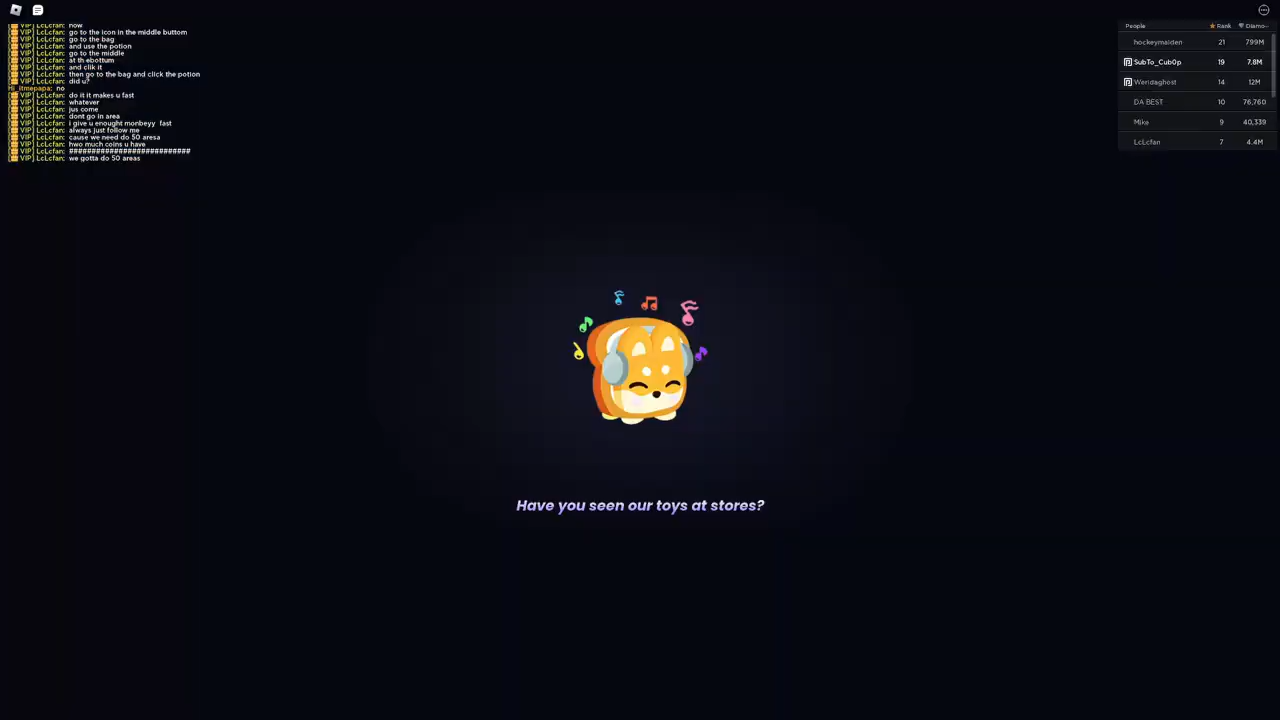 VIP] LcLcfan: now
VIP] LcLcfan: go to the icon in the middle buttom
VIP] LcLcfan: go to the bag
VIP] LcLcfan: and use the potion
VIP] LcLcfan: go to the middle
VIP] LcLcfan: at th ebottum
VIP] LcLcfan: and clik it
VIP] LcLcfan: then go to the bag and click the potion
VIP] LcLcfan: did u?
Hi_itmepapa: no
VIP] LcLcfan: do it it makes u fast
VIP] LcLcfan: whatever
VIP] LcLcfan: jus come
VIP] LcLcfan: dont go in area
VIP] LcLcfan: i give u enought monbeyy fast
VIP] LcLcfan: always just follow me
VIP] LcLcfan: cause we need do 50 aresa
VIP] LcLcfan: hwo much coins u have
VIP] LcLcfan: ###########################
VIP] LcLcfan: we gotta do 50 areas
People Rank Diamo...
hockeymaiden 21 799M
SubTo_Cub0p 19 7.8M
Weridaghost 14 12M
DA BEST 10 76,760
Mike 9 40,339
LcLcfan 7 4.4M
Have you seen our toys at stores?